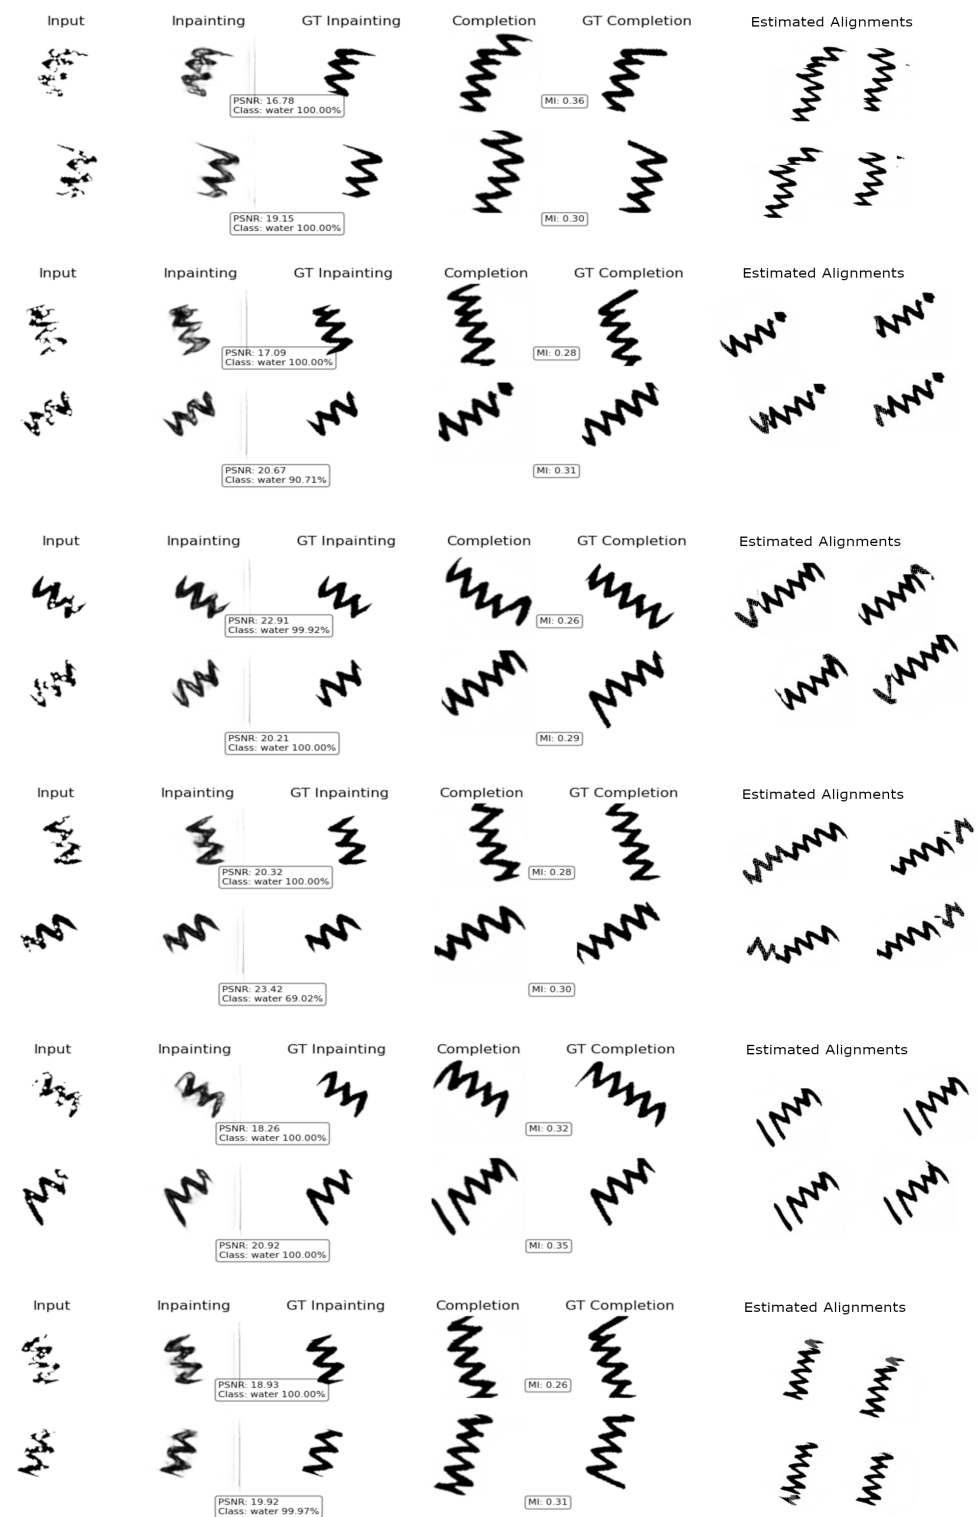 Input Inpainting GT Inpainting Completion GT Completion Estimated Alignments
PSNR: 16.78
Class: water 100.00%
MI: 0.36
PSNR: 19.15
Class: water 100.00%
MI: 0.30
Input Inpainting GT Inpainting Completion GT Completion Estimated Alignments
PSNR: 17.09
Class: water 100.00%
MI: 0.28
PSNR: 20.67
Class: water 90.71%
MI: 0.31
Input Inpainting GT Inpainting Completion GT Completion Estimated Alignments
PSNR: 22.91
Class: water 99.92%
MI: 0.26
PSNR: 20.21
Class: water 100.00%
MI: 0.29
Input Inpainting GT Inpainting Completion GT Completion Estimated Alignments
PSNR: 20.32
Class: water 100.00%
MI: 0.28
PSNR: 23.42
Class: water 69.02%
MI: 0.30
Input Inpainting GT Inpainting Completion GT Completion Estimated Alignments
PSNR: 18.26
Class: water 100.00%
MI: 0.32
PSNR: 20.92
Class: water 100.00%
MI: 0.35
Input Inpainting GT Inpainting Completion GT Completion Estimated Alignments
PSNR: 18.93
Class: water 100.00%
MI: 0.26
PSNR: 19.92
Class: water 99.97%
MI: 0.31